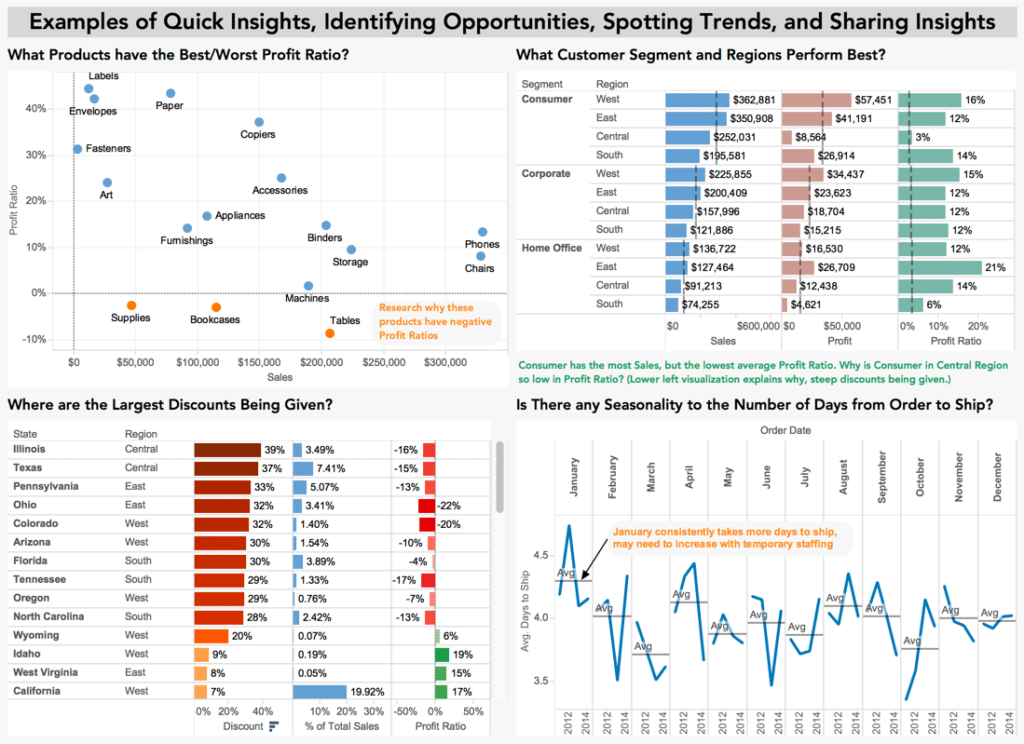 Examples of Quick Insights, Identifying Opportunities, Spotting Trends, and Sharing Insights
What Products have the Best/Worst Profit Ratio?
Labels
Envelopes
Paper
40%
Copiers
30%
Fasteners
Art
Accessories
20%
Appliances
Furnishings
Binders
Phones
10%
Storage
Chairs
Machines
0%
Supplies
Bookcases
Tables
Research why these
products have negative
Profit Ratios
-10%
Profit Ratio
$0 $50,000 $100,000 $150,000 $200,000 $250,000 $300,000
Sales
What Customer Segment and Regions Perform Best?
Segment Region
Consumer West $362,881 $57,451 16%
East $350,908 $41,191 12%
Central $252,031 $8,564 3%
South $195,581 $26,914 14%
Corporate West $225,855 $34,437 15%
East $200,409 $23,623 12%
Central $157,996 $18,704 12%
South $121,886 $15,215 12%
Home Office West $136,722 $16,530 12%
East $127,464 $26,709 21%
Central $91,213 $12,438 14%
South $74,255 $4,621 6%
$0 $600,000 $0 $50,000 0% 10% 20%
Sales Profit Profit Ratio
Consumer has the most Sales, but the lowest average Profit Ratio. Why is Consumer in Central Region
so low in Profit Ratio? (Lower left visualization explains why, steep discounts being given.)
Where are the Largest Discounts Being Given?
State Region
Illinois Central 39% 3.49% -16%
Texas Central 37% 7.41% -15%
Pennsylvania East 33% 5.07% -13%
Ohio East 32% 3.41% -22%
Colorado West 32% 1.40% -20%
Arizona West 30% 1.54% -10%
Florida South 30% 3.89% -4%
Tennessee South 29% 1.33% -17%
Oregon West 29% 0.76% -7%
North Carolina South 28% 2.42% -13%
Wyoming West 20% 0.07% 6%
Idaho West 9% 0.19% 19%
West Virginia East 8% 0.05% 15%
California West 7% 19.92% 17%
0% 20% 40% 10% 20% 30% -50% 0% 50%
Discount % of Total Sales Profit Ratio
Is There any Seasonality to the Number of Days from Order to Ship?
Order Date
January February March April May June July August September October November December
January consistently takes more days to ship,
may need to increase with temporary staffing
4.5
4.0
3.5
Avg. Days to Ship
Avg Avg Avg Avg Avg Avg Avg Avg Avg Avg Avg Avg
2012 2014 2012 2014 2012 2014 2012 2014 2012 2014 2012 2014 2012 2014 2012 2014 2012 2014 2012 2014 2012 2014 2012 2014